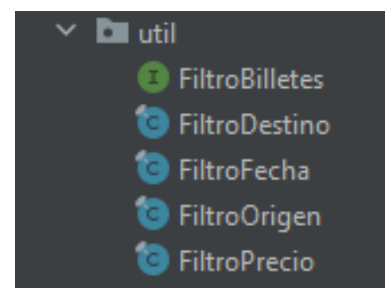 util
I FiltroBilletes
C FiltroDestino
C FiltroFecha
C FiltroOrigen
C FiltroPrecio